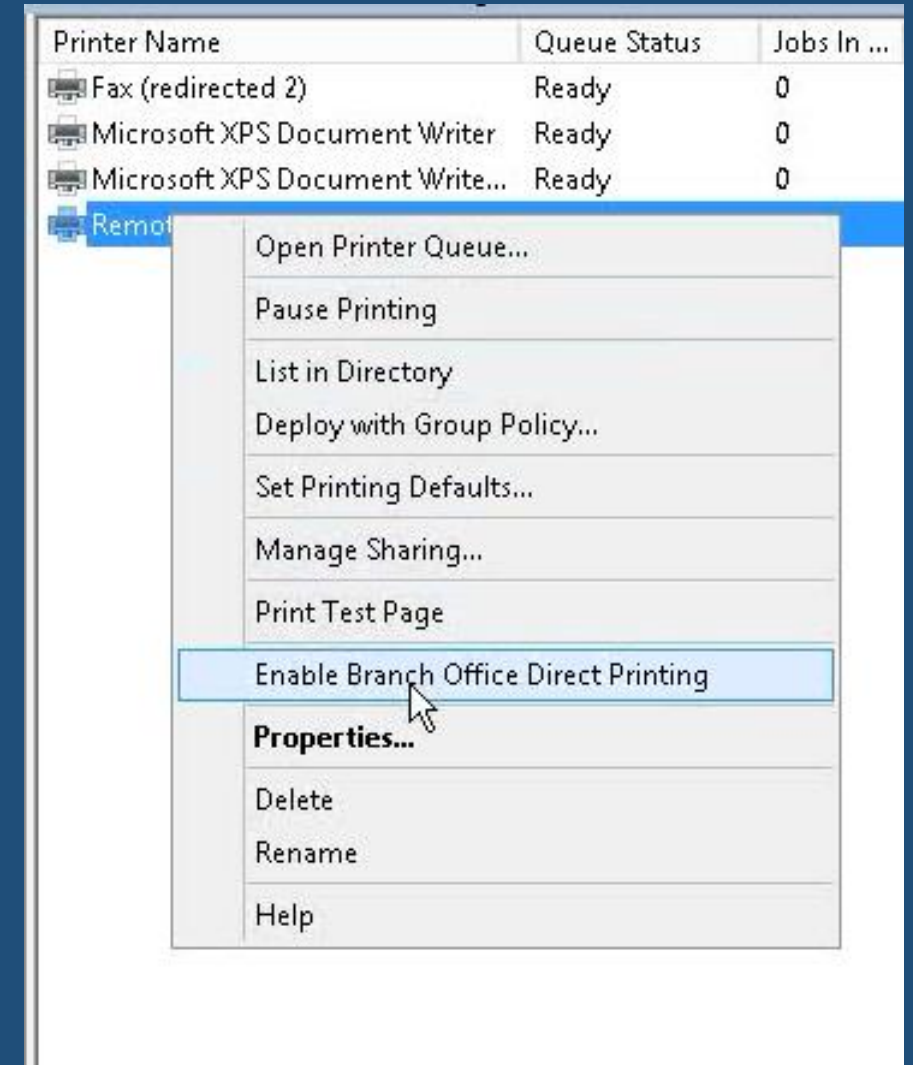 Printer Name Queue Status Jobs In ...
Fax (redirected 2) Ready 0
Microsoft XPS Document Writer Ready 0
Microsoft XPS Document Write... Ready 0
Open Printer Queue...
Pause Printing
List in Directory
Deploy with Group Policy...
Set Printing Defaults...
Manage Sharing...
Print Test Page
Enable Branch Office Direct Printing
Properties...
Delete
Rename
Help